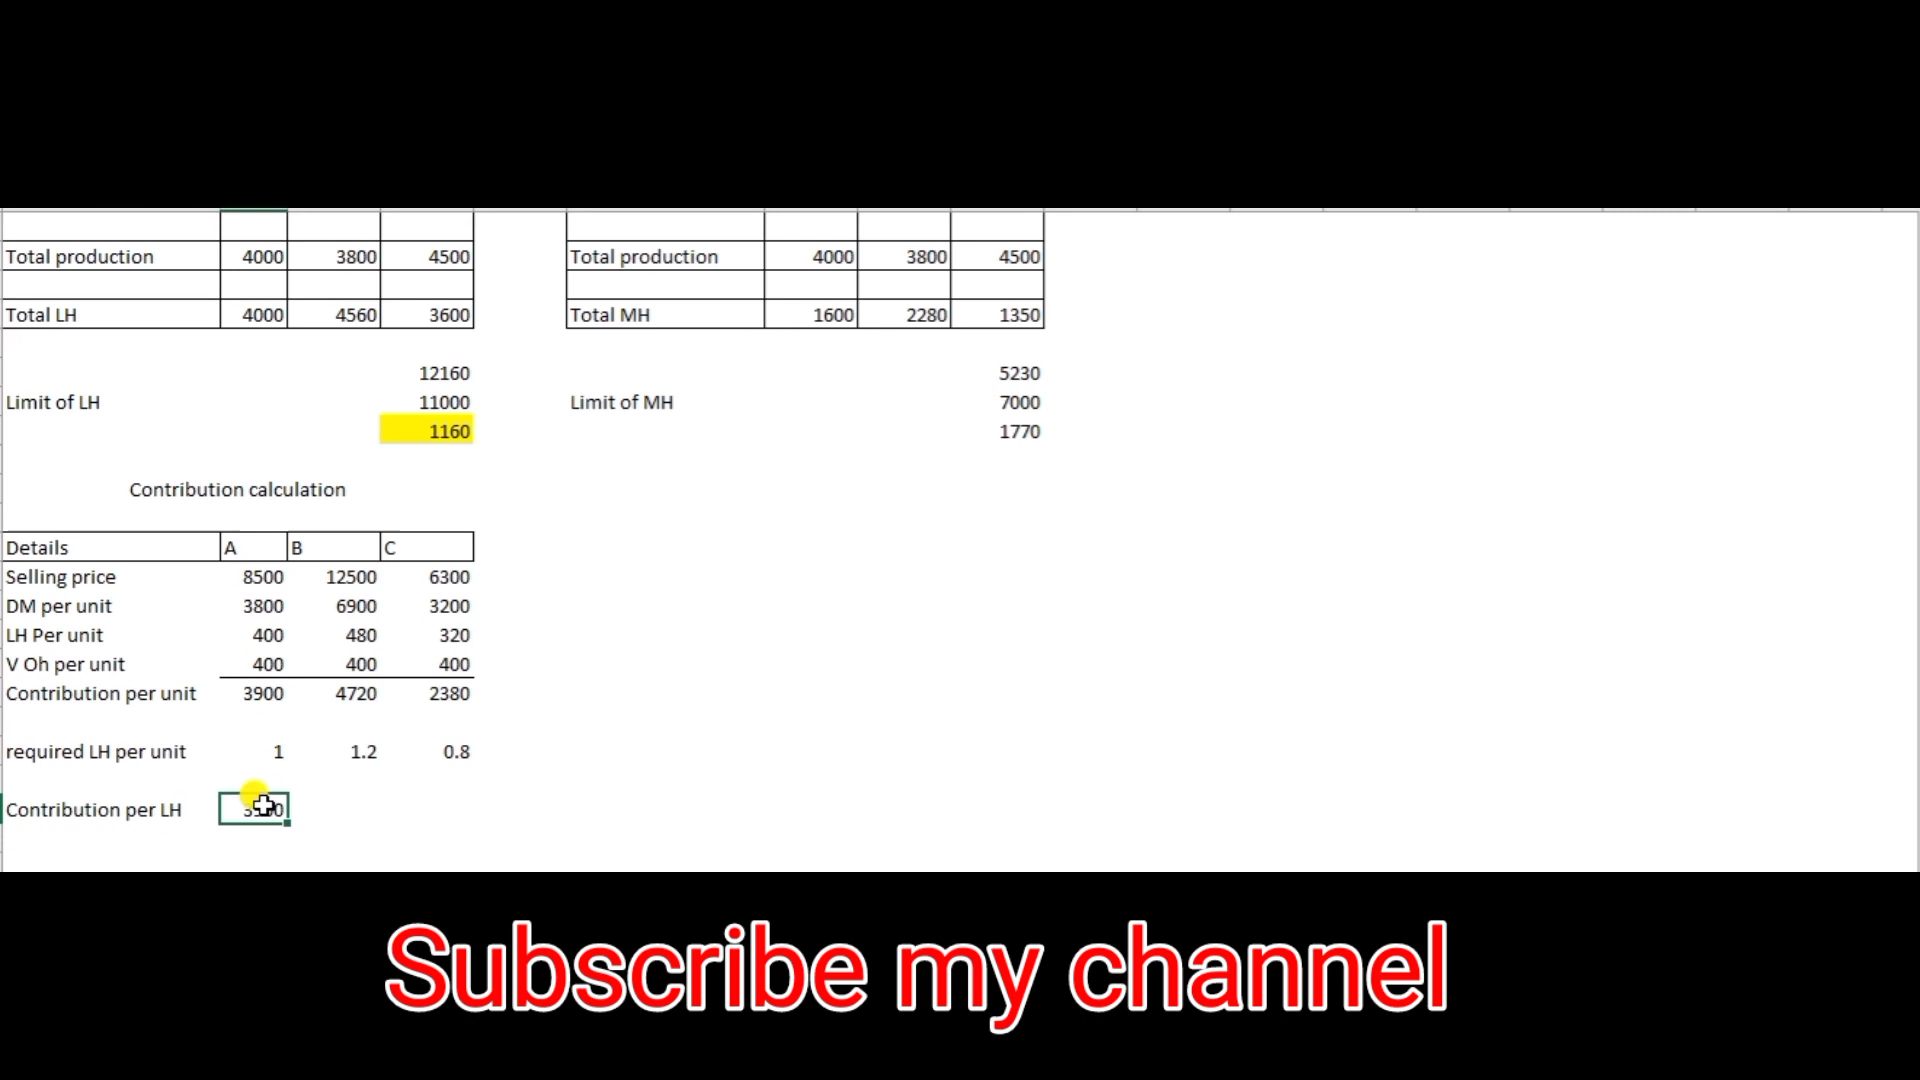 Total production 4000 3800 4500 Total production 4000 3800 4500
Total LH 4000 4560 3600 Total MH 1600 2280 1350
12160 5230
Limit of LH 11000 Limit of MH 7000
1160 1770
Contribution calculation
Details A B C
Selling price 8500 12500 6300
DM per unit 3800 6900 3200
LH Per unit 400 480 320
V Oh per unit 400 400 400
Contribution per unit 3900 4720 2380
required LH per unit 1 1.2 0.8
Contribution per LH
Subscribe my channel